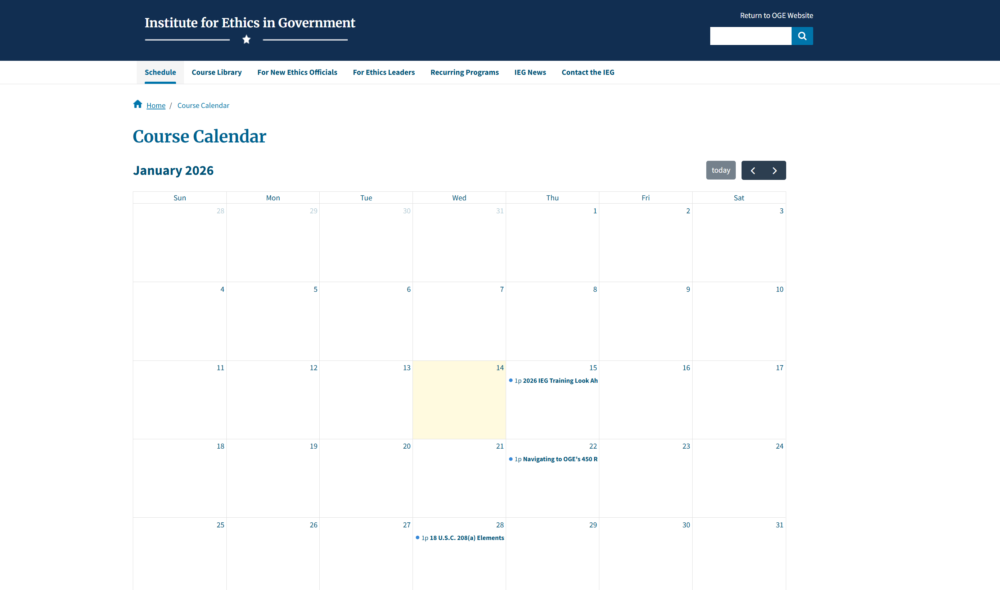 Institute for Ethics in Government
Return to OGE Website
Schedule Course Library For New Ethics Officials For Ethics Leaders Recurring Programs IEG News Contact the IEG
Home / Course Calendar
Course Calendar
January 2026
today
Sun Mon Tue Wed Thu Fri Sat
28 29 30 31 1 2 3
4 5 6 7 8 9 10
11 12 13 14 15 16 17
1p 2026 IEG Training Look Ah
18 19 20 21 22 23 24
1p Navigating to OGE's 450 R
25 26 27 28 29 30 31
1p 18 U.S.C. 208(a) Elements